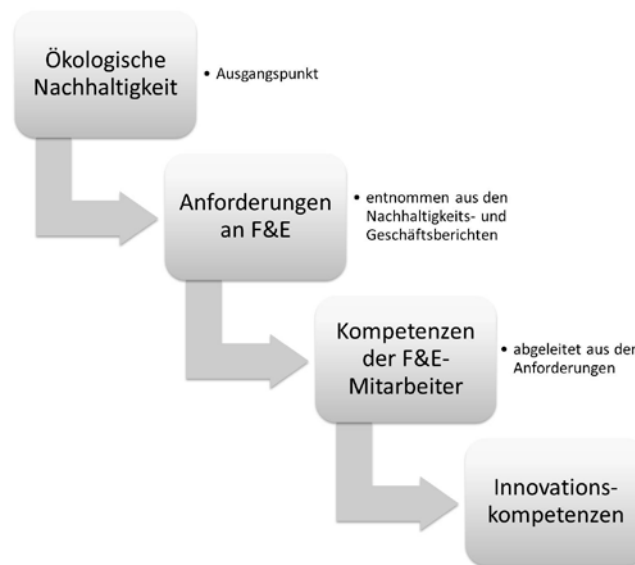 Ökologische
Nachhaltigkeit
• Ausgangspunkt
Anforderungen
an F&E
• entnommen aus den
Nachhaltigkeits- und
Geschäftsberichten
Kompetenzen
der F&E-
Mitarbeiter
• abgeleitet aus den
Anforderungen
Innovations-
kompetenzen